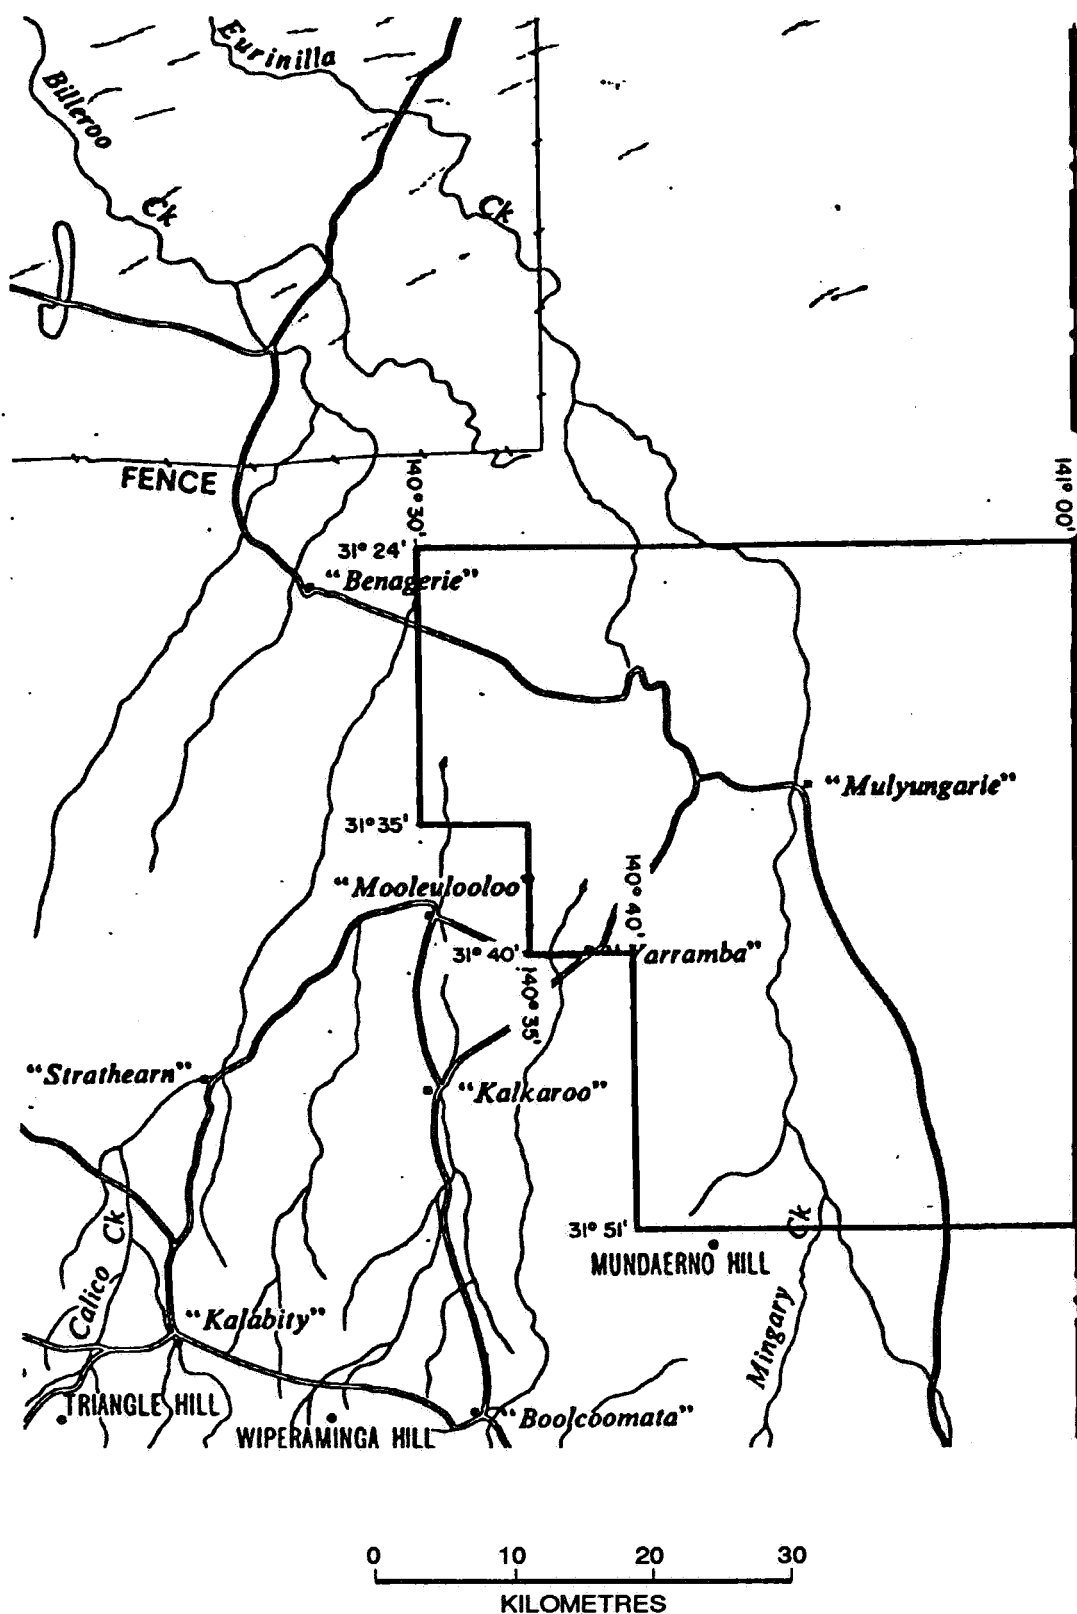 Eurinilla
Billeroo
Ck
Ck
FENCE
140° 30'
141° 00'
31° 24'
"Benagerie"
"Mulyungarie"
31° 35'
"Mooleulooloo
140° 40'
31° 40'
"Yarramba"
140° 35'
"Strathearn"
"Kalkaroo"
Ck
Ck
31° 51'
MUNDAERNO HILL
Calico
"Kalabity"
Mingary
TRIANGLE HILL
WIPERAMINGA HILL
"Boolcoomata"
0 10 20 30
KILOMETRES